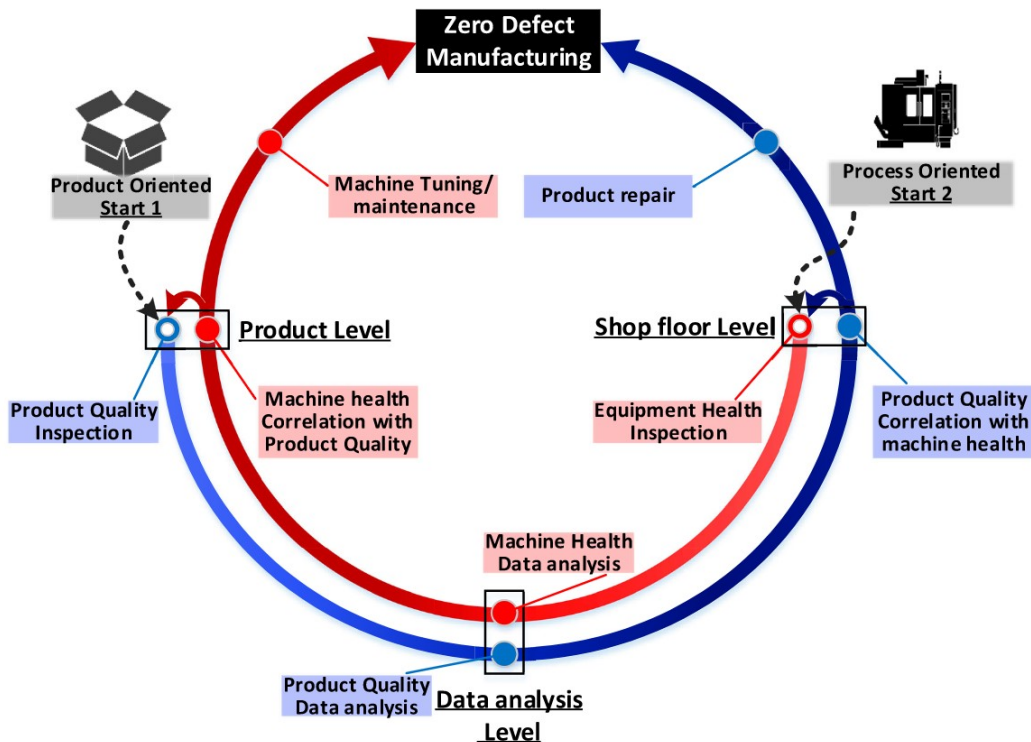 Zero Defect
Manufacturing
Product Oriented
Start 1
Process Oriented
Start 2
Machine Tuning/
maintenance
Product repair
Product Level
Shop floor Level
Product Quality
Inspection
Machine health
Correlation with
Product Quality
Equipment Health
Inspection
Product Quality
Correlation with
machine health
Machine Health
Data analysis
Product Quality
Data analysis
Data analysis
Level